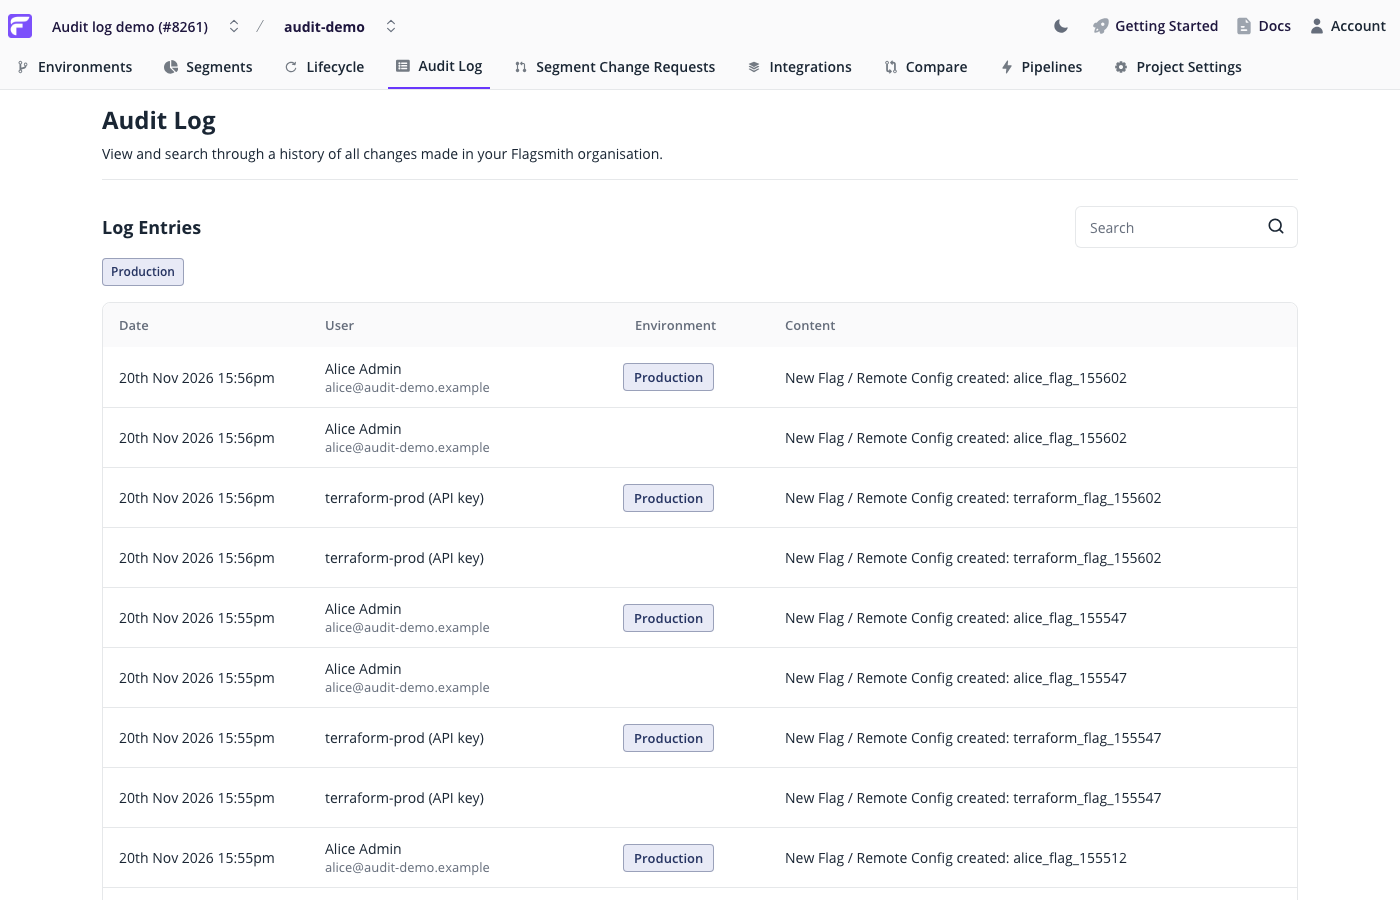 Audit log demo (#8261) / audit-demo Getting Started Docs Account
Environments Segments Lifecycle Audit Log Segment Change Requests Integrations Compare Pipelines Project Settings
Audit Log
View and search through a history of all changes made in your Flagsmith organisation.
Log Entries
Search
Production
Date User Environment Content
20th Nov 2026 15:56pm Alice Admin Production New Flag / Remote Config created: alice_flag_155602
alice@audit-demo.example
20th Nov 2026 15:56pm Alice Admin New Flag / Remote Config created: alice_flag_155602
alice@audit-demo.example
20th Nov 2026 15:56pm terraform-prod (API key) Production New Flag / Remote Config created: terraform_flag_155602
20th Nov 2026 15:56pm terraform-prod (API key) New Flag / Remote Config created: terraform_flag_155602
20th Nov 2026 15:55pm Alice Admin Production New Flag / Remote Config created: alice_flag_155547
alice@audit-demo.example
20th Nov 2026 15:55pm Alice Admin New Flag / Remote Config created: alice_flag_155547
alice@audit-demo.example
20th Nov 2026 15:55pm terraform-prod (API key) Production New Flag / Remote Config created: terraform_flag_155547
20th Nov 2026 15:55pm terraform-prod (API key) New Flag / Remote Config created: terraform_flag_155547
20th Nov 2026 15:55pm Alice Admin Production New Flag / Remote Config created: alice_flag_155512
alice@audit-demo.example